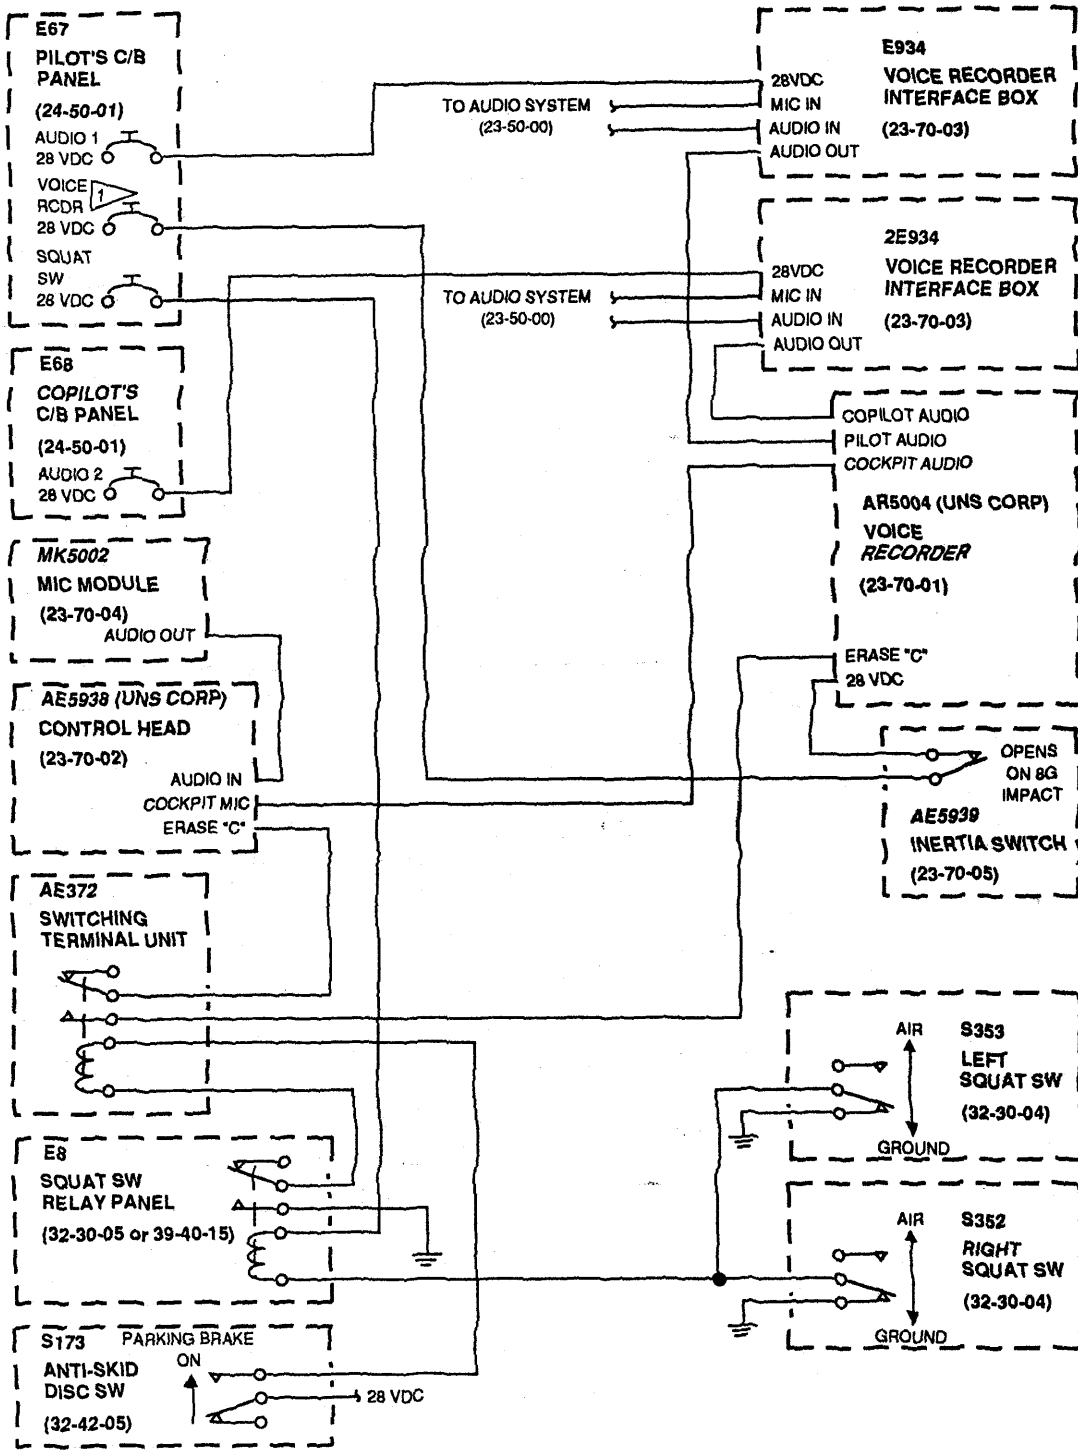 E67
PILOT'S C/B
PANEL
(24-50-01)
AUDIO 1
28 VDC
VOICE
1
RCDR
28 VDC
SQUAT
SW
28 VDC
E68
COPILOT'S
C/B PANEL
(24-50-01)
AUDIO 2
28 VDC
MK5002
MIC MODULE
(23-70-04)
AUDIO OUT
AE5938 (UNS CORP)
CONTROL HEAD
(23-70-02)
AUDIO IN
COCKPIT MIC
ERASE "C"
AE372
SWITCHING
TERMINAL UNIT
E8
SQUAT SW
RELAY PANEL
(32-30-05 or 39-40-15)
S173
PARKING BRAKE
ON
ANTI-SKID
DISC SW
(32-42-05)
28 VDC
TO AUDIO SYSTEM
(23-50-00)
TO AUDIO SYSTEM
(23-50-00)
E934
VOICE RECORDER
INTERFACE BOX
(23-70-03)
28VDC
MIC IN
AUDIO IN
AUDIO OUT
2E934
VOICE RECORDER
INTERFACE BOX
(23-70-03)
28VDC
MIC IN
AUDIO IN
AUDIO OUT
COPILOT AUDIO
PILOT AUDIO
COCKPIT AUDIO
AR5004 (UNS CORP)
VOICE
RECORDER
(23-70-01)
ERASE "C"
28 VDC
OPENS
ON 8G
IMPACT
AE5939
INERTIA SWITCH
(23-70-05)
AIR
S353
LEFT
SQUAT SW
(32-30-04)
GROUND
AIR
S352
RIGHT
SQUAT SW
(32-30-04)
GROUND